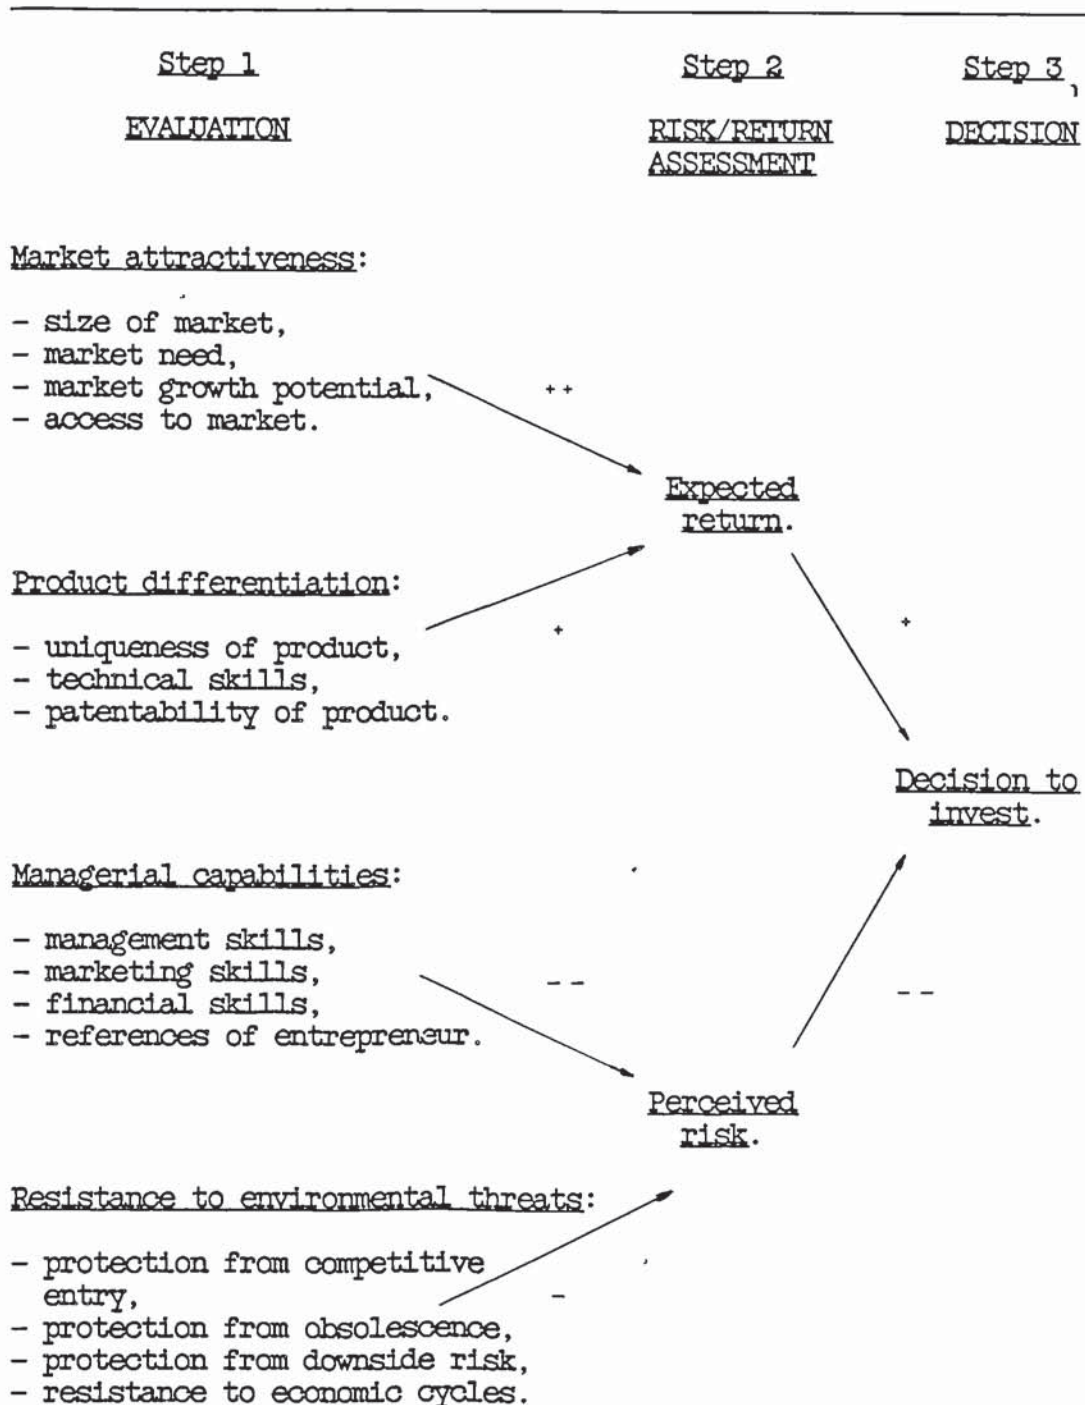 Step 1 Step 2 Step 3
EVALUATION RISK/RETURN DECISION
ASSESSMENT
Market attractiveness:
- size of market,
- market need,
- market growth potential, ++
- access to market.
Expected
return.
Product differentiation:
- uniqueness of product, + +
- technical skills,
- patentability of product.
Decision to
invest.
Managerial capabilities:
- management skills,
- marketing skills, --
- financial skills, --
- references of entrepreneur.
Perceived
risk.
Resistance to environmental threats:
- protection from competitive
entry, -
- protection from obsolescence,
- protection from downside risk,
- resistance to economic cycles.